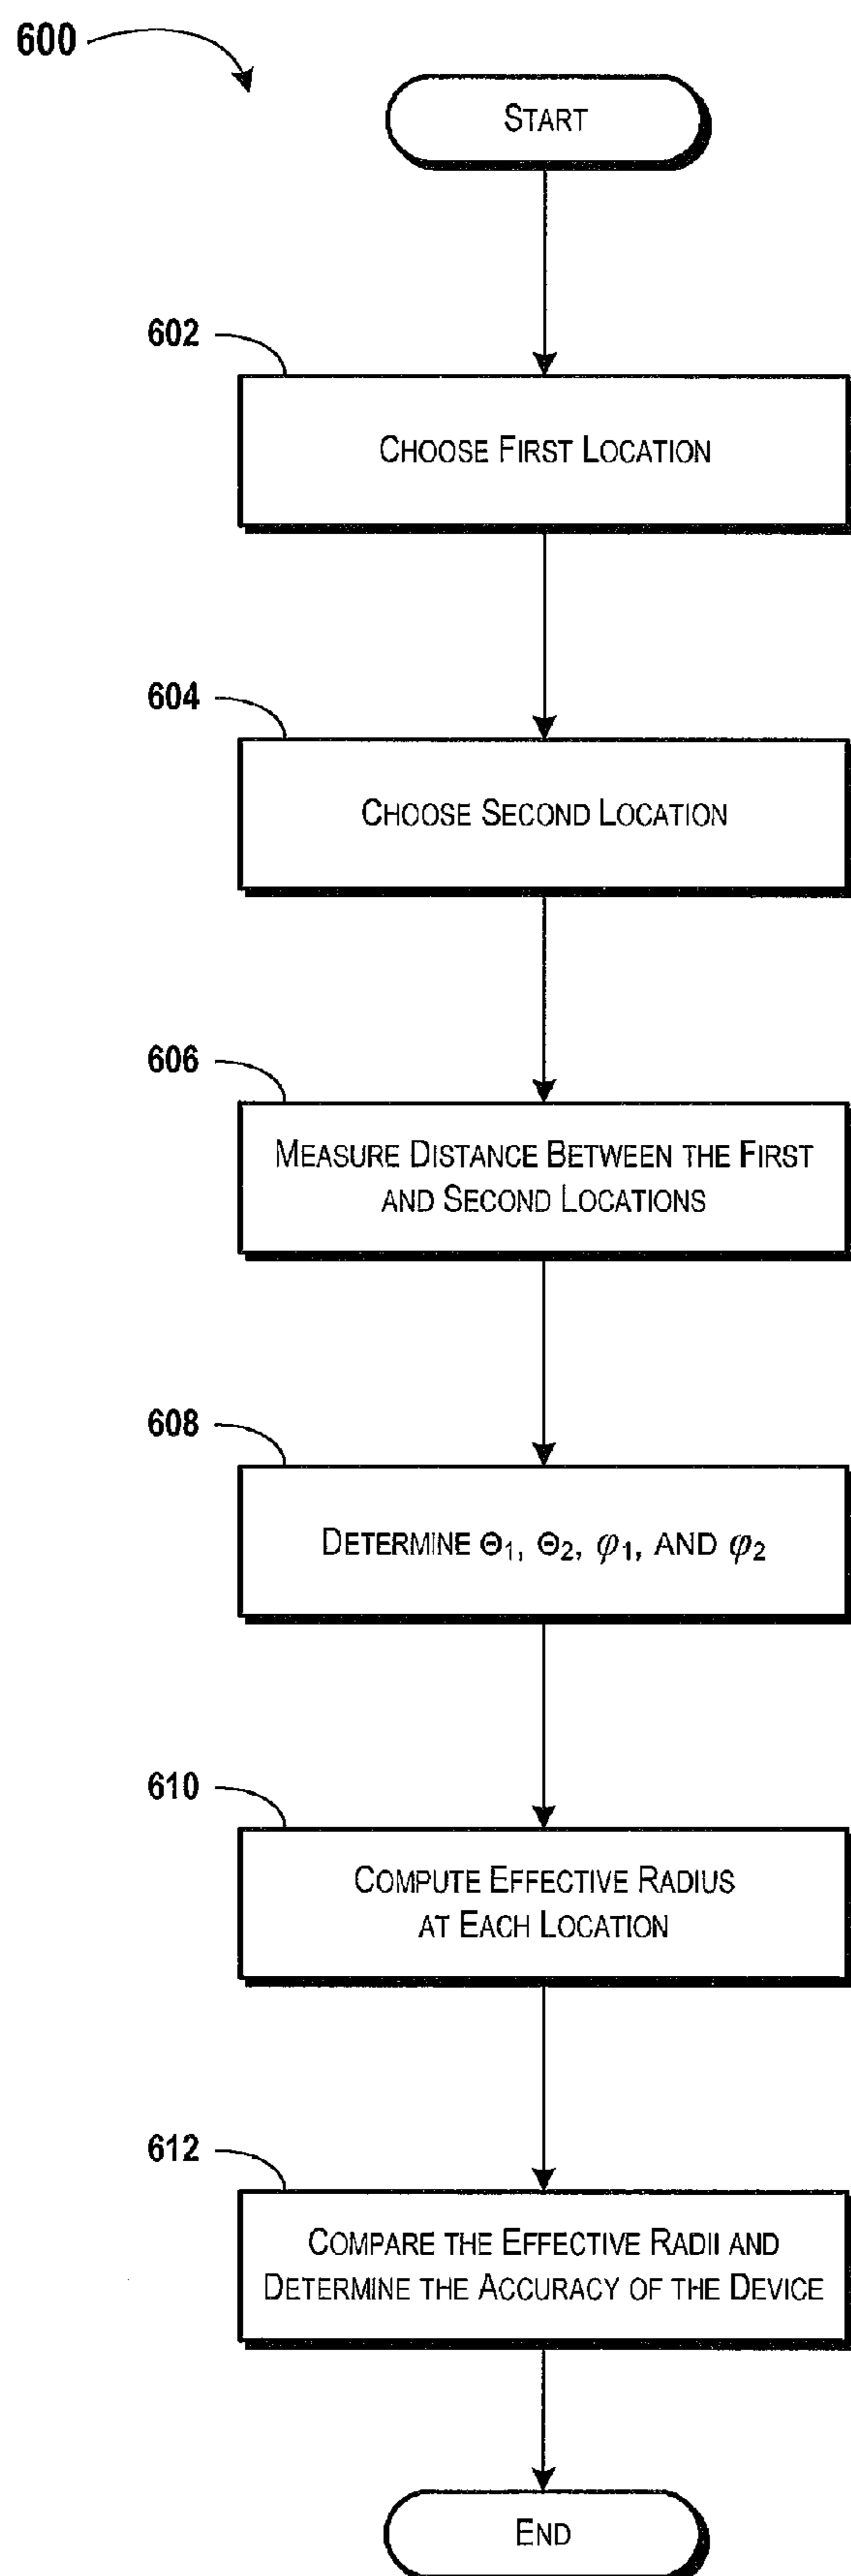 600
START
602
CHOOSE FIRST LOCATION
604
CHOOSE SECOND LOCATION
606
MEASURE DISTANCE BETWEEN THE FIRST
AND SECOND LOCATIONS
608
DETERMINE Θ₁, Θ₂, φ₁, AND φ₂
610
COMPUTE EFFECTIVE RADIUS
AT EACH LOCATION
612
COMPARE THE EFFECTIVE RADII AND
DETERMINE THE ACCURACY OF THE DEVICE
END